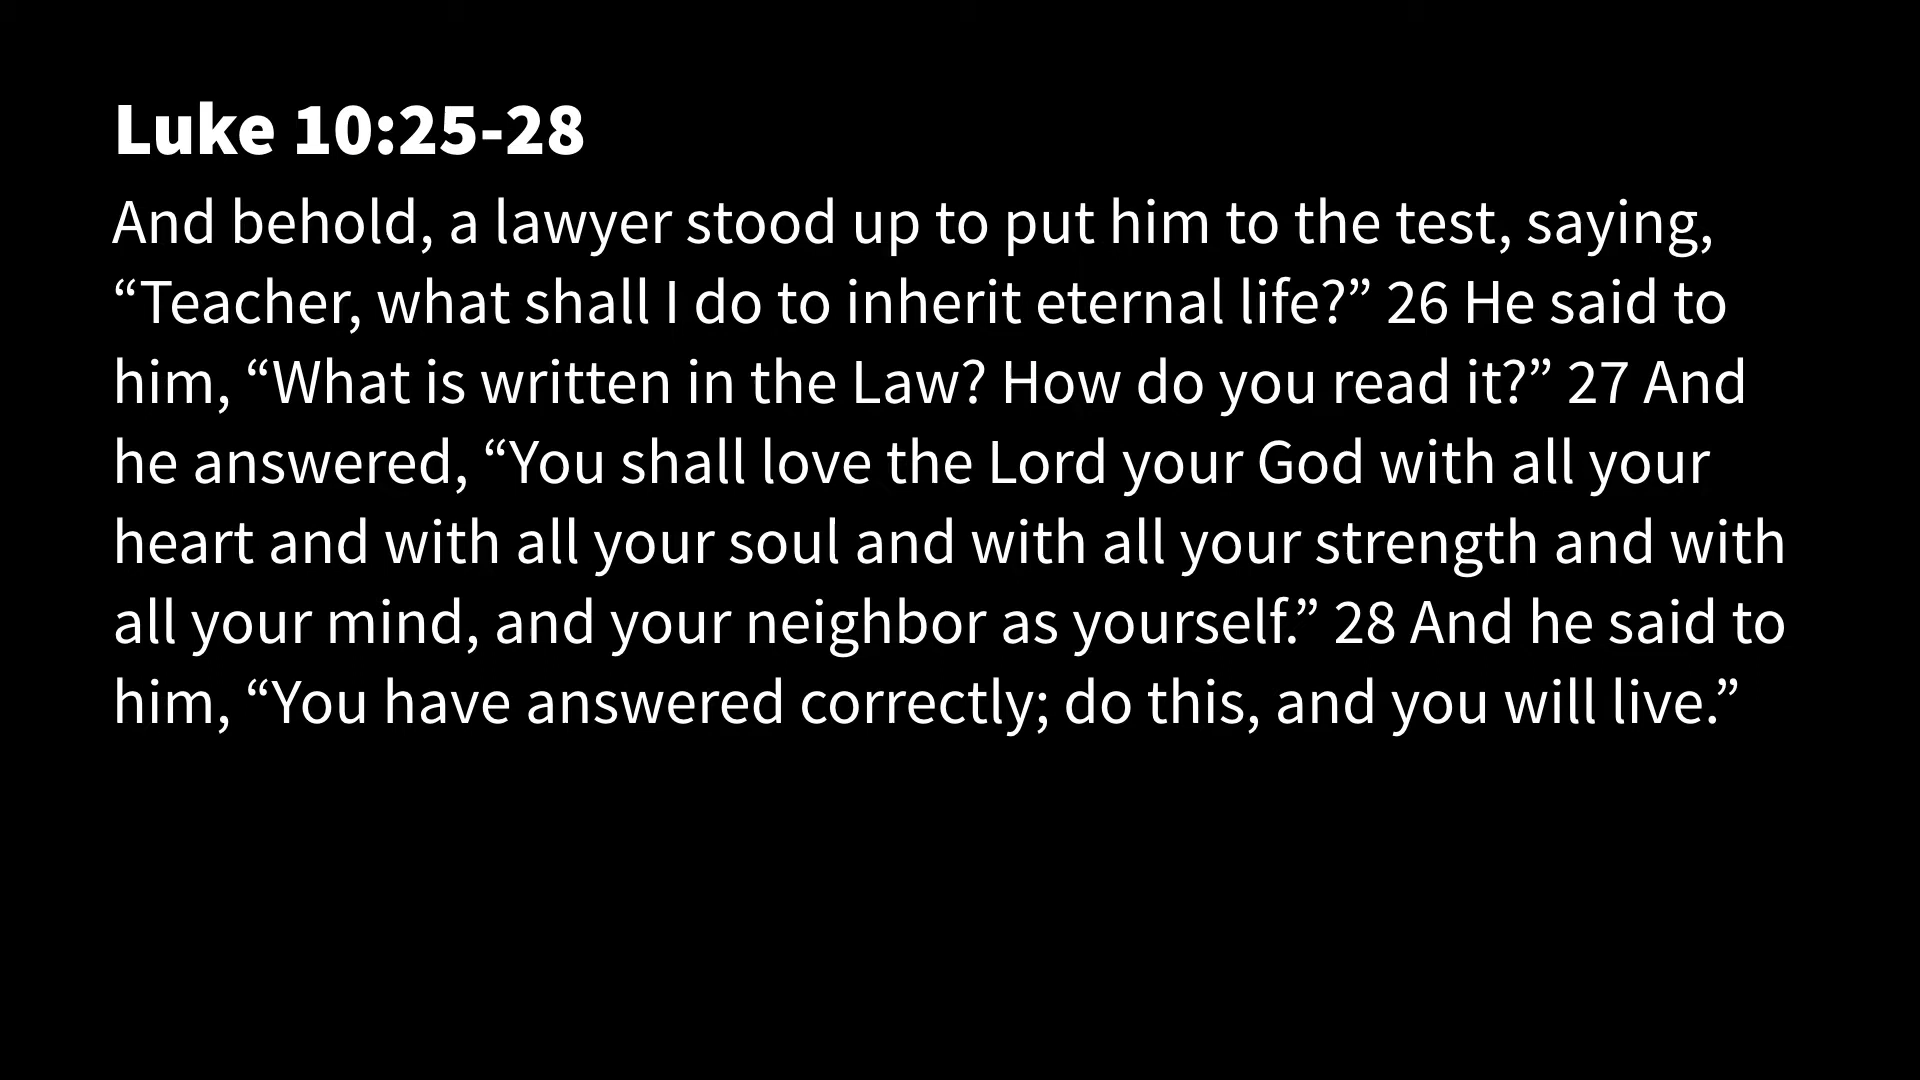 Luke 10:25-28
And behold, a lawyer stood up to put him to the test, saying,
“Teacher, what shall I do to inherit eternal life?” 26 He said to
him, “What is written in the Law? How do you read it?” 27 And
he answered, “You shall love the Lord your God with all your
heart and with all your soul and with all your strength and with
all your mind, and your neighbor as yourself.” 28 And he said to
him, “You have answered correctly; do this, and you will live.”